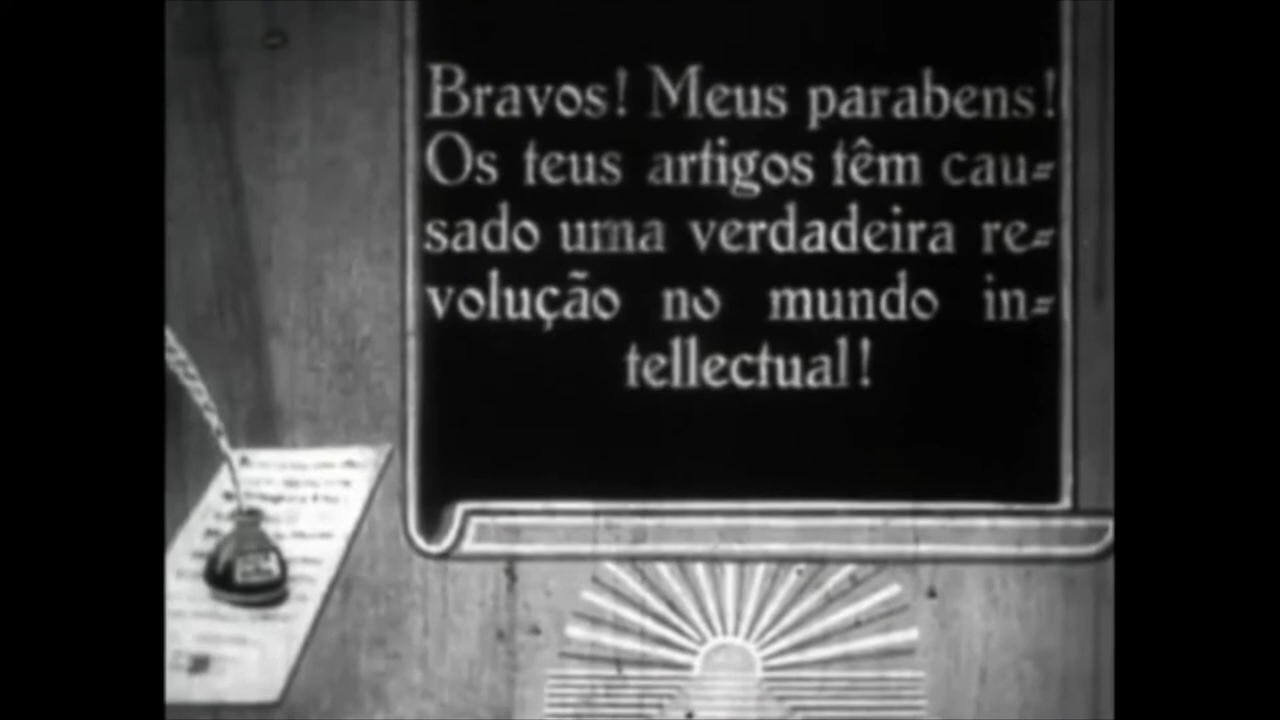 Bravos! Meus parabens!
Os teus artigos têm cau=
sado uma verdadeira re=
volução no mundo in=
tellectual!